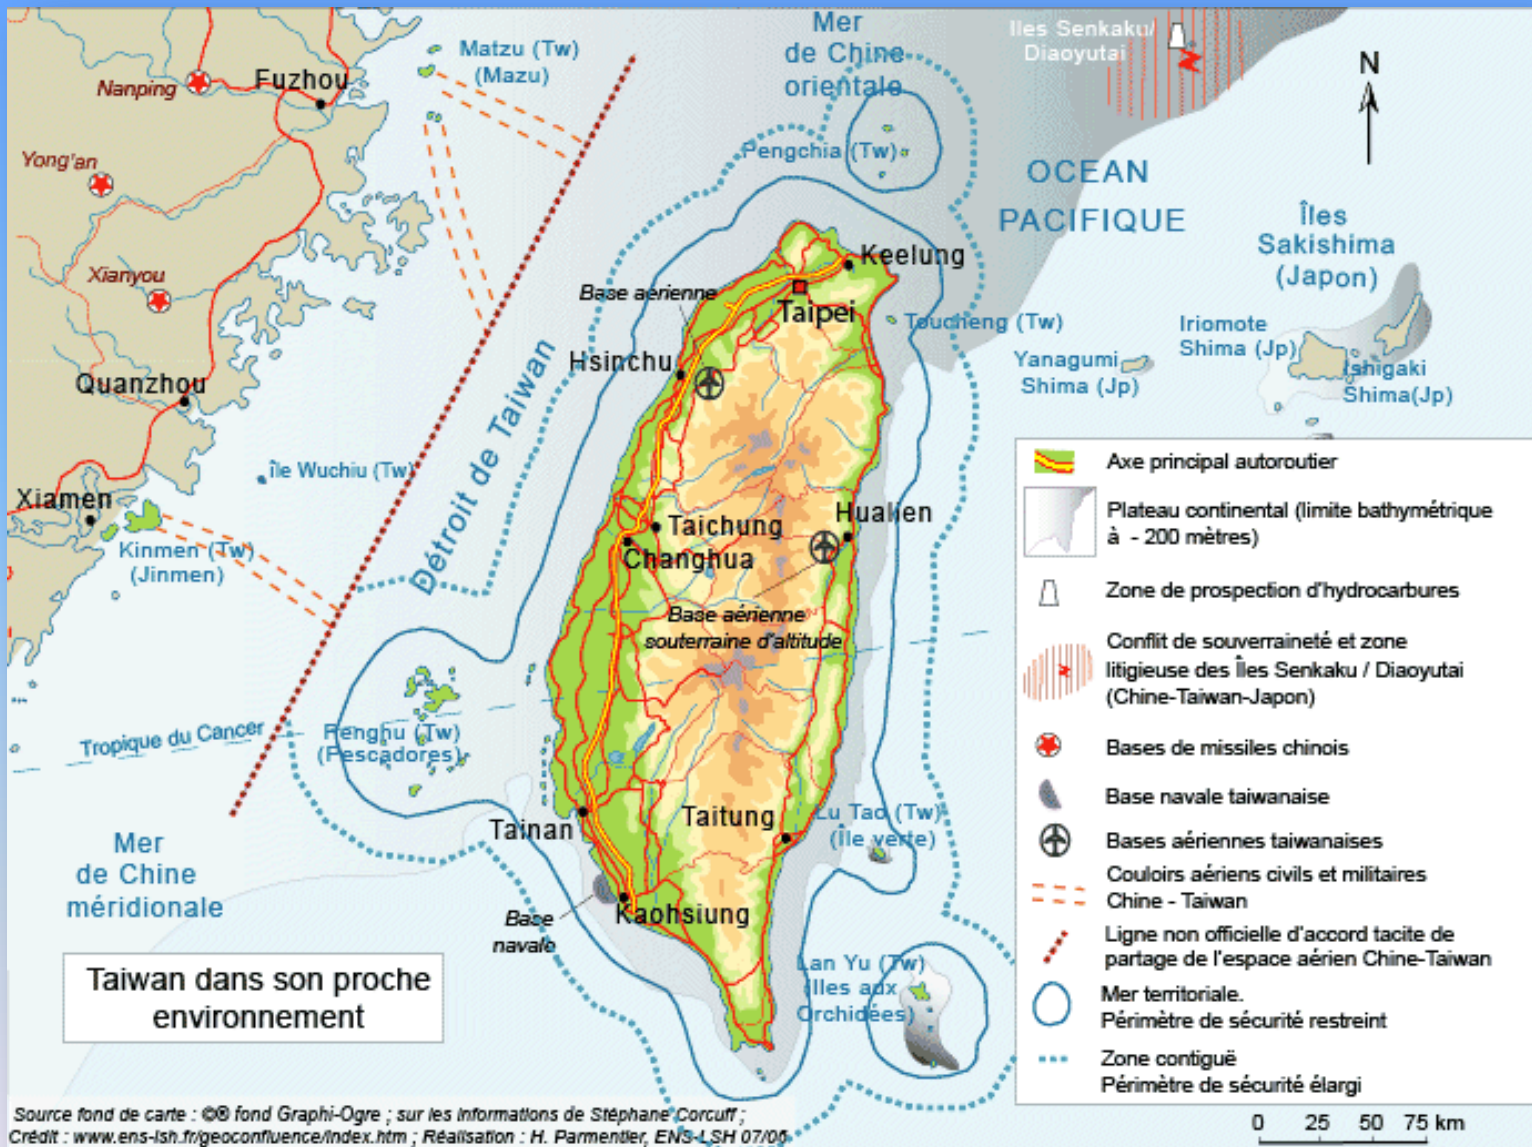 Matzu (Tw)
(Mazu)
Mer
de Chine
orientale
Iles Senkaku/
Diaoyutai
N
Nanping
Fuzhou
Pengchia (Tw)
OCEAN
PACIFIQUE
Yong'an
Îles
Sakishima
(Japon)
Xianyou
Keelung
Base aérienne
Taipei
Toucheng (Tw)
Iriomote
Shima (Jp)
Yanagumi
Shima (Jp)
Ishigaki
Shima(Jp)
Hsinchu
Quanzhou
Détroit de Taiwan
île Wuchiu (Tw)
Xiamen
Kinmen (Tw)
(Jinmen)
Taichung
Changhua
Hualien
Base aérienne
souterraine d'altitude
Tropique du Cancer
Penghu (Tw)
(Pescadores)
Tainan
Taitung
Lu Tao (Tw)
(Île verte)
Mer
de Chine
méridionale
Base
navale
Kaohsiung
Lan Yu (Tw)
(Iles aux
Orchidées)
Taiwan dans son proche
environnement
Axe principal autoroutier
Plateau continental (limite bathymétrique
à - 200 mètres)
Zone de prospection d'hydrocarbures
Conflit de souverraineté et zone
litigieuse des Îles Senkaku / Diaoyutai
(Chine-Taiwan-Japon)
Bases de missiles chinois
Base navale taiwanaise
Bases aériennes taiwanaises
Couloirs aériens civils et militaires
Chine - Taiwan
Ligne non officielle d'accord tacite de
partage de l'espace aérien Chine-Taiwan
Mer territoriale.
Périmètre de sécurité restreint
Zone contiguë
Périmètre de sécurité élargi
0 25 50 75 km
Source fond de carte : ©® fond Graphi-Ogre ; sur les informations de Stéphane Corcuff ;
Crédit : www.ens-lsh.fr/geoconfluence/index.htm ; Réalisation : H. Parmentier, ENS-LSH 07/06